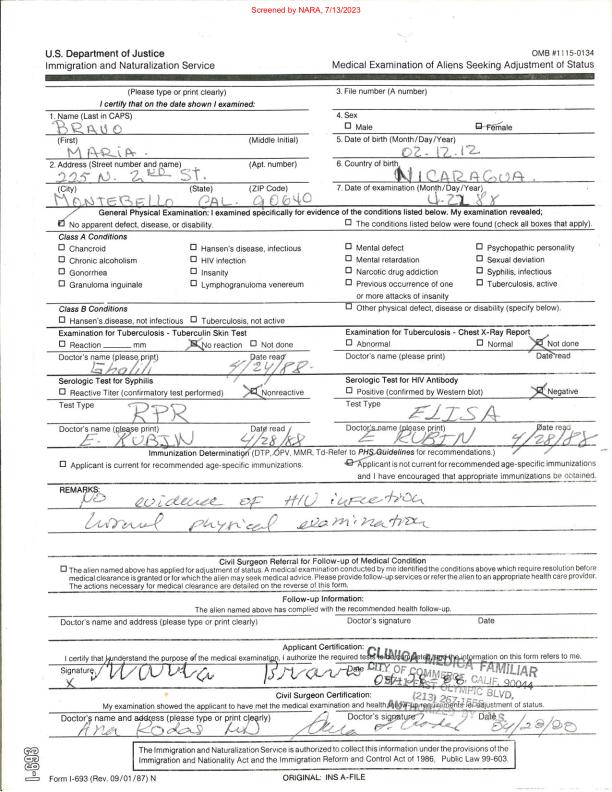 Screened by NARA, 7/13/2023
U.S. Department of Justice
OMB #1115-0134
Immigration and Naturalization Service
Medical Examination of Aliens Seeking Adjustment of Status
(Please type or print clearly)
I certify that on the date shown I examined:
3. File number (A number)
1. Name (Last in CAPS)
BRAVO
4. Sex
Male
Female
(First)
(Middle Initial)
MARIA.
5. Date of birth (Month/Day/Year)
02.12.12
2. Address (Street number and name)
(Apt. number)
225 N. 2ND St.
6. Country of birth
NICARAGUA.
(City)
(State)
(ZIP Code)
MONTEBELLO CAL. 90640
7. Date of examination (Month/Day/Year)
4.22 88
General Physical Examination: I examined specifically for evidence of the conditions listed below. My examination revealed;
No apparent defect, disease, or disability.
The conditions listed below were found (check all boxes that apply).
Class A Conditions
Chancroid
Hansen's disease, infectious
Mental defect
Psychopathic personality
Chronic alcoholism
HIV infection
Mental retardation
Sexual deviation
Gonorrhea
Insanity
Narcotic drug addiction
Syphilis, infectious
Granuloma inguinale
Lymphogranuloma venereum
Previous occurrence of one or more attacks of insanity
Tuberculosis, active
Class B Conditions
Other physical defect, disease or disability (specify below).
Hansen's disease, not infectious
Tuberculosis, not active
Examination for Tuberculosis - Tuberculin Skin Test
Examination for Tuberculosis - Chest X-Ray Report
Reaction ____ mm
No reaction
Not done
Abnormal
Normal
Not done
Doctor's name (please print)
Date read
Doctor's name (please print)
Date read
4/24/88.
Serologic Test for Syphilis
Serologic Test for HIV Antibody
Reactive Titer (confirmatory test performed)
Nonreactive
Positive (confirmed by Western blot)
Negative
Test Type
RPR
Test Type
ELISA
Doctor's name (please print)
Date read
Doctor's name (please print)
Date read
E. RUBIN 4/28/88
E RUBIN 4/28/88
Immunization Determination (DTP, OPV, MMR, Td-Refer to PHS Guidelines for recommendations.)
Applicant is current for recommended age-specific immunizations.
Applicant is not current for recommended age-specific immunizations and I have encouraged that appropriate immunizations be obtained.
REMARKS:
No evidence of HIV infection
Normal physical examination
Civil Surgeon Referral for Follow-up of Medical Condition
The alien named above has applied for adjustment of status. A medical examination conducted by me identified the conditions above which require resolution before
medical clearance is granted or for which the alien may seek medical advice. Please provide follow-up services or refer the alien to an appropriate health care provider.
The actions necessary for medical clearance are detailed on the reverse of this form.
Follow-up Information:
The alien named above has complied with the recommended health follow-up.
Doctor's name and address (please type or print clearly)
Doctor's signature
Date
Applicant Certification:
I certify that I understand the purpose of the medical examination, I authorize the required tests to be completed, and the information on this form refers to me.
Signature
Date
x Maria Bravo
CLINICA MEDICA FAMILIAR
CITY OF COMMERCE, CALIF. 90044
OLYMPIC BLVD,
(213) 267-
Civil Surgeon Certification:
My examination showed the applicant to have met the medical examination and health follow-up requirements for adjustment of status.
Doctor's name and address (please type or print clearly)
Doctor's signature
Date
Ana Rodas MD
The Immigration and Naturalization Service is authorized to collect this information under the provisions of the
Immigration and Nationality Act and the Immigration Reform and Control Act of 1986, Public Law 99-603.
I-693
Form I-693 (Rev. 09/01/87) N
ORIGINAL: INS A-FILE